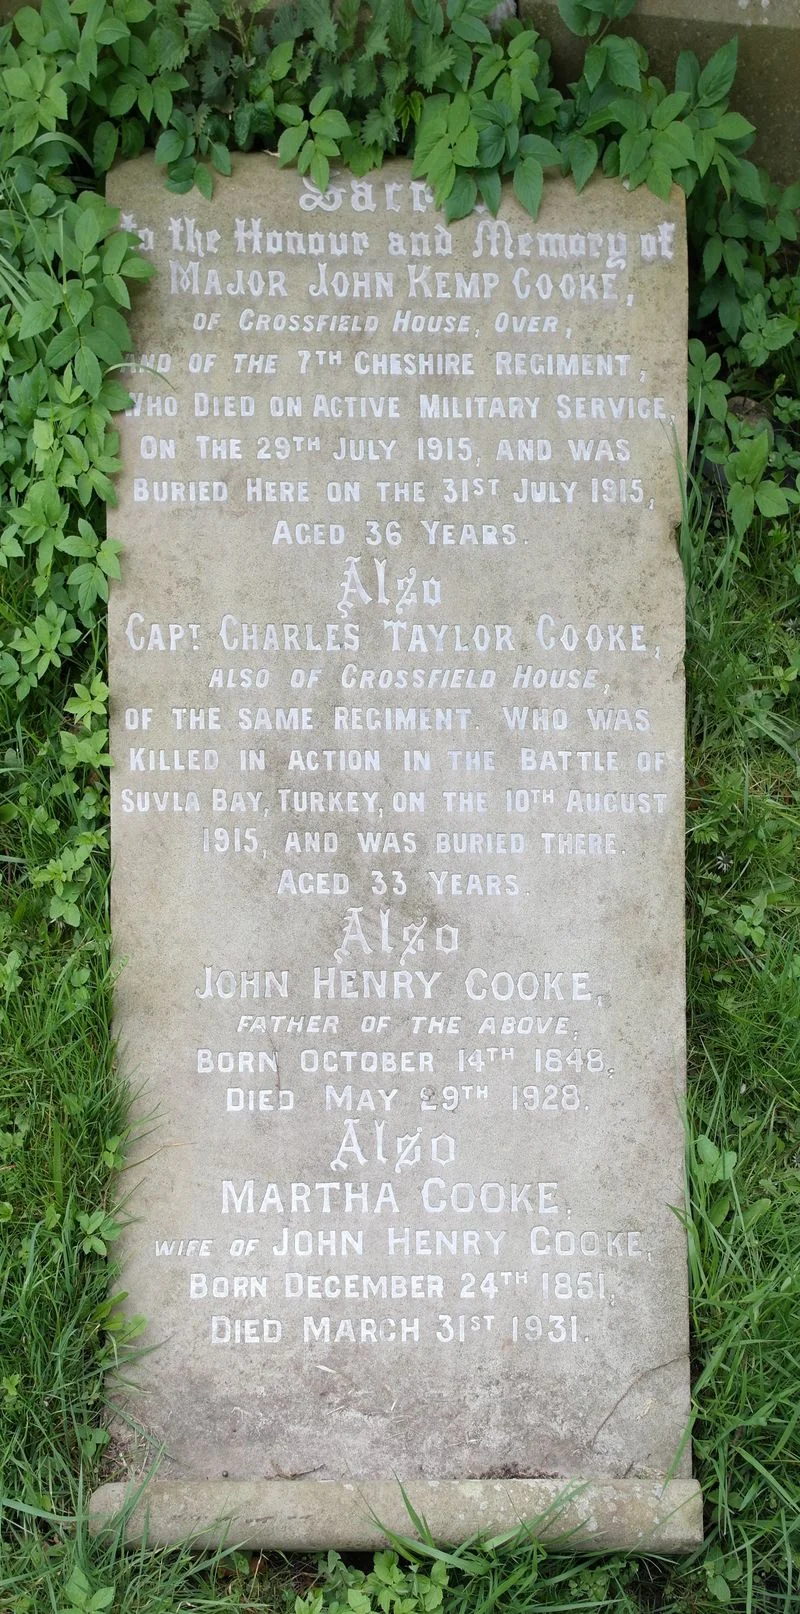 Sacr
to the Honour and Memory of
MAJOR JOHN KEMP COOKE,
OF CROSSFIELD HOUSE, OVER,
AND OF THE 7TH CHESHIRE REGIMENT,
WHO DIED ON ACTIVE MILITARY SERVICE,
ON THE 29TH JULY 1915, AND WAS
BURIED HERE ON THE 31ST JULY 1915,
AGED 36 YEARS.
Also
CAPT. CHARLES TAYLOR COOKE,
ALSO OF CROSSFIELD HOUSE,
OF THE SAME REGIMENT. WHO WAS
KILLED IN ACTION IN THE BATTLE OF
SUVLA BAY, TURKEY, ON THE 10TH AUGUST
1915, AND WAS BURIED THERE.
AGED 33 YEARS.
Also
JOHN HENRY COOKE,
FATHER OF THE ABOVE,
BORN OCTOBER 14TH 1848,
DIED MAY 29TH 1928.
Also
MARTHA COOKE,
WIFE OF JOHN HENRY COOKE,
BORN DECEMBER 24TH 1851,
DIED MARCH 31ST 1931.